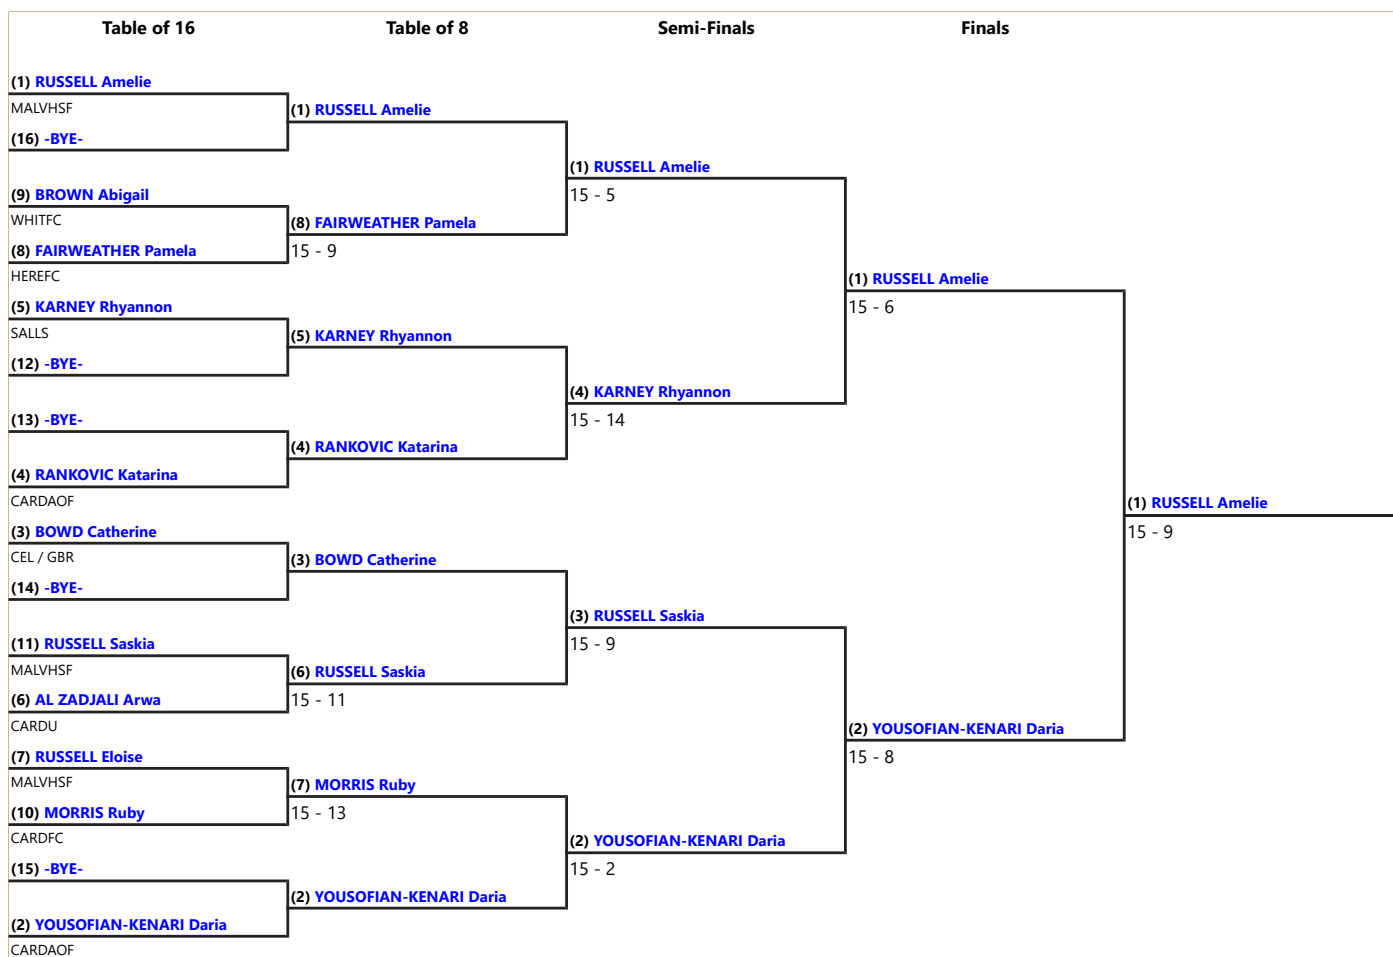 Table of 16
Table of 8
Semi-Finals
Finals
(1) RUSSELL Amelie
MALVHSF
(16) -BYE-
(9) BROWN Abigail
WHITFC
(8) FAIRWEATHER Pamela
HEREFC
(5) KARNEY Rhyannon
SALLS
(12) -BYE-
(13) -BYE-
(4) RANKOVIC Katarina
CARDAOF
(3) BOWD Catherine
CEL / GBR
(14) -BYE-
(11) RUSSELL Saskia
MALVHSF
(6) AL ZADJALI Arwa
CARDU
(7) RUSSELL Eloise
MALVHSF
(10) MORRIS Ruby
CARDFC
(15) -BYE-
(2) YOUSOFIAN-KENARI Daria
CARDAOF
(1) RUSSELL Amelie
(8) FAIRWEATHER Pamela
15 - 9
(5) KARNEY Rhyannon
(4) RANKOVIC Katarina
(3) BOWD Catherine
(6) RUSSELL Saskia
15 - 11
(7) MORRIS Ruby
15 - 13
(2) YOUSOFIAN-KENARI Daria
(1) RUSSELL Amelie
15 - 5
(4) KARNEY Rhyannon
15 - 14
(3) RUSSELL Saskia
15 - 9
(2) YOUSOFIAN-KENARI Daria
15 - 2
(1) RUSSELL Amelie
15 - 6
(2) YOUSOFIAN-KENARI Daria
15 - 8
(1) RUSSELL Amelie
15 - 9